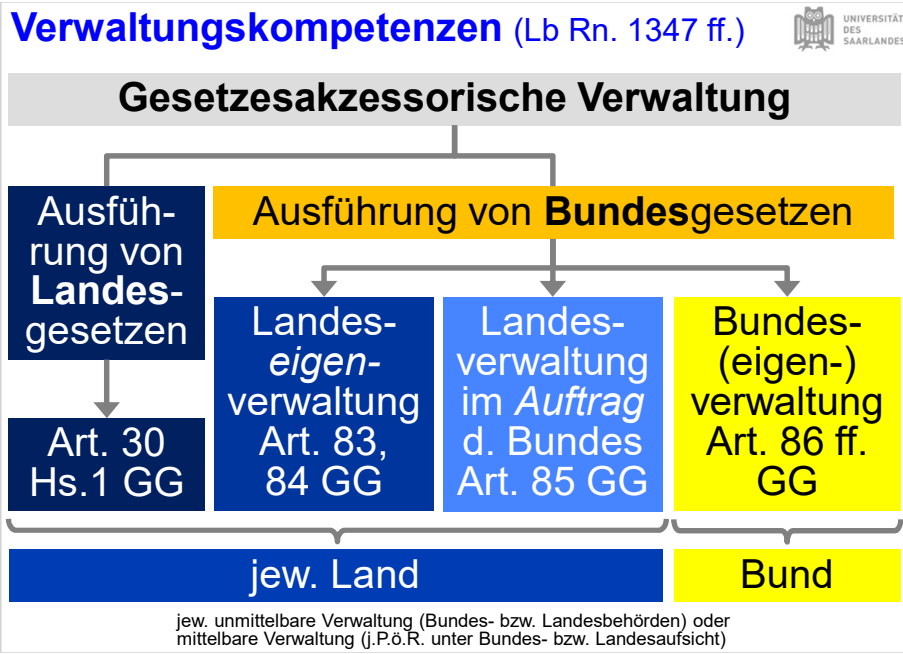 Verwaltungskompetenzen (Lb Rn. 1347 ff.)
UNIVERSITÄT
DES
SAARLANDES
Gesetzesakzessorische Verwaltung
Ausfüh-
rung von
Landes-
gesetzen
Ausführung von Bundesgesetzen
Art. 30
Hs.1 GG
Landes-
eigen-
verwaltung
Art. 83,
84 GG
Landes-
verwaltung
im Auftrag
d. Bundes
Art. 85 GG
Bundes-
(eigen-)
verwaltung
Art. 86 ff.
GG
jew. Land
Bund
jew. unmittelbare Verwaltung (Bundes- bzw. Landesbehörden) oder
mittelbare Verwaltung (j.P.ö.R. unter Bundes- bzw. Landesaufsicht)